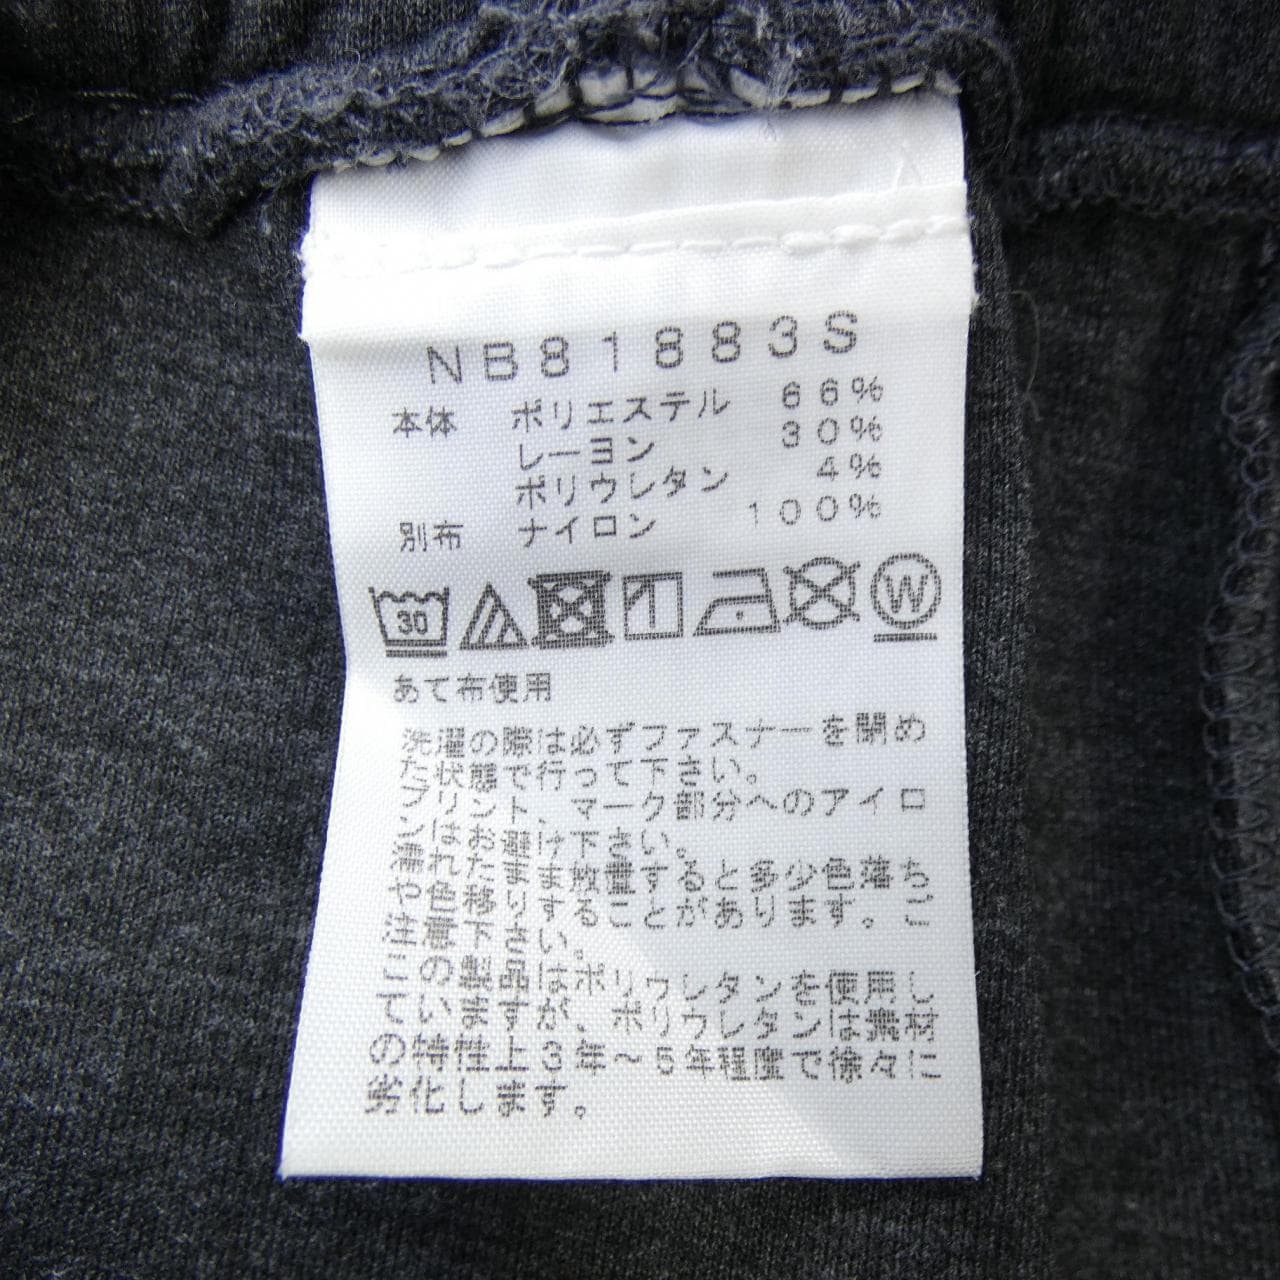 NB81883S
本体 ポリエステル 66%
レーヨン 30%
ポリウレタン 4%
別布 ナイロン 100%
30 W
あて布使用
洗濯の際は必ずファスナーを閉め
た状態で行って下さい。
プリント、マーク部分へのアイロ
ンはお避け下さい。
濡れたまま放置すると多少色落ち
や色移りすることがあります。ご
注意下さい。
この製品はポリウレタンを使用し
ていますが、ポリウレタンは素材
の特性上3年~5年程度で徐々に
劣化します。